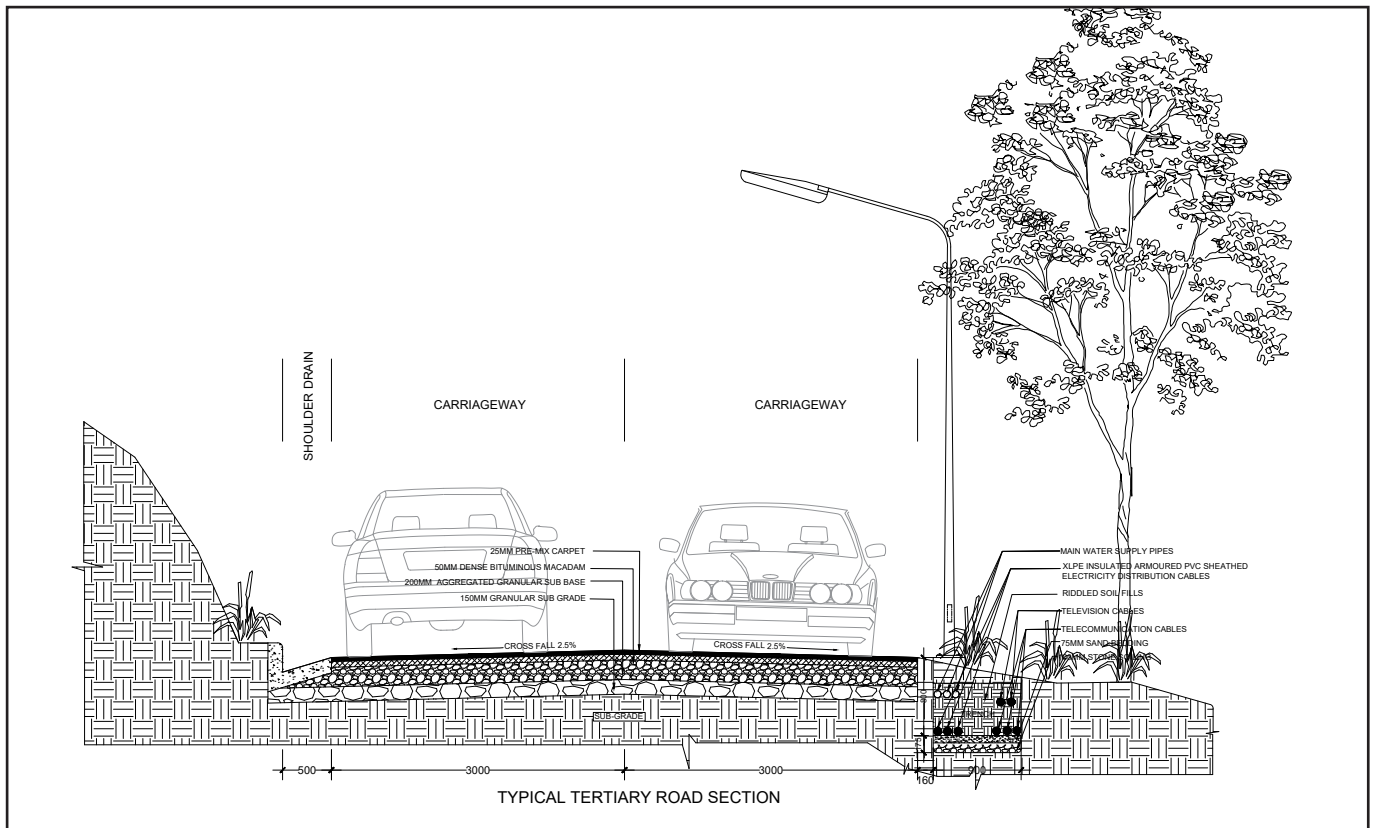 SHOULDER DRAIN
CARRIAGEWAY
CARRIAGEWAY
25MM PRE-MIX CARPET
50MM DENSE BITUMINOUS MACADAM
200MM AGGREGATED GRANULAR SUB BASE
150MM GRANULAR SUB GRADE
MAIN WATER SUPPLY PIPES
XLPE INSULATED ARMOURED PVC SHEATHED
ELECTRICITY DISTRIBUTION CABLES
RIDDLED SOIL FILLS
TELEVISION CABLES
TELECOMMUNICATION CABLES
75MM SAND BEDDING
CROSS FALL 2.5%
CROSS FALL 2.5%
SUB-GRADE
500
3000
3000
160
900
TYPICAL TERTIARY ROAD SECTION